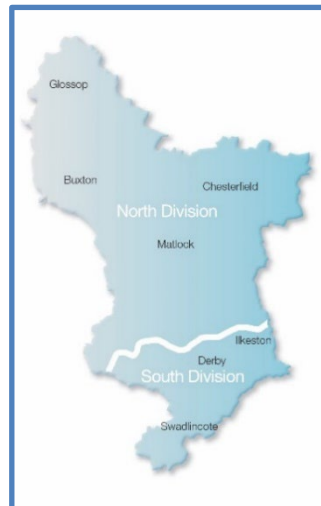 Glossop
Buxton
Chesterfield
North Division
Matlock
Ilkeston
Derby
South Division
Swadlincote